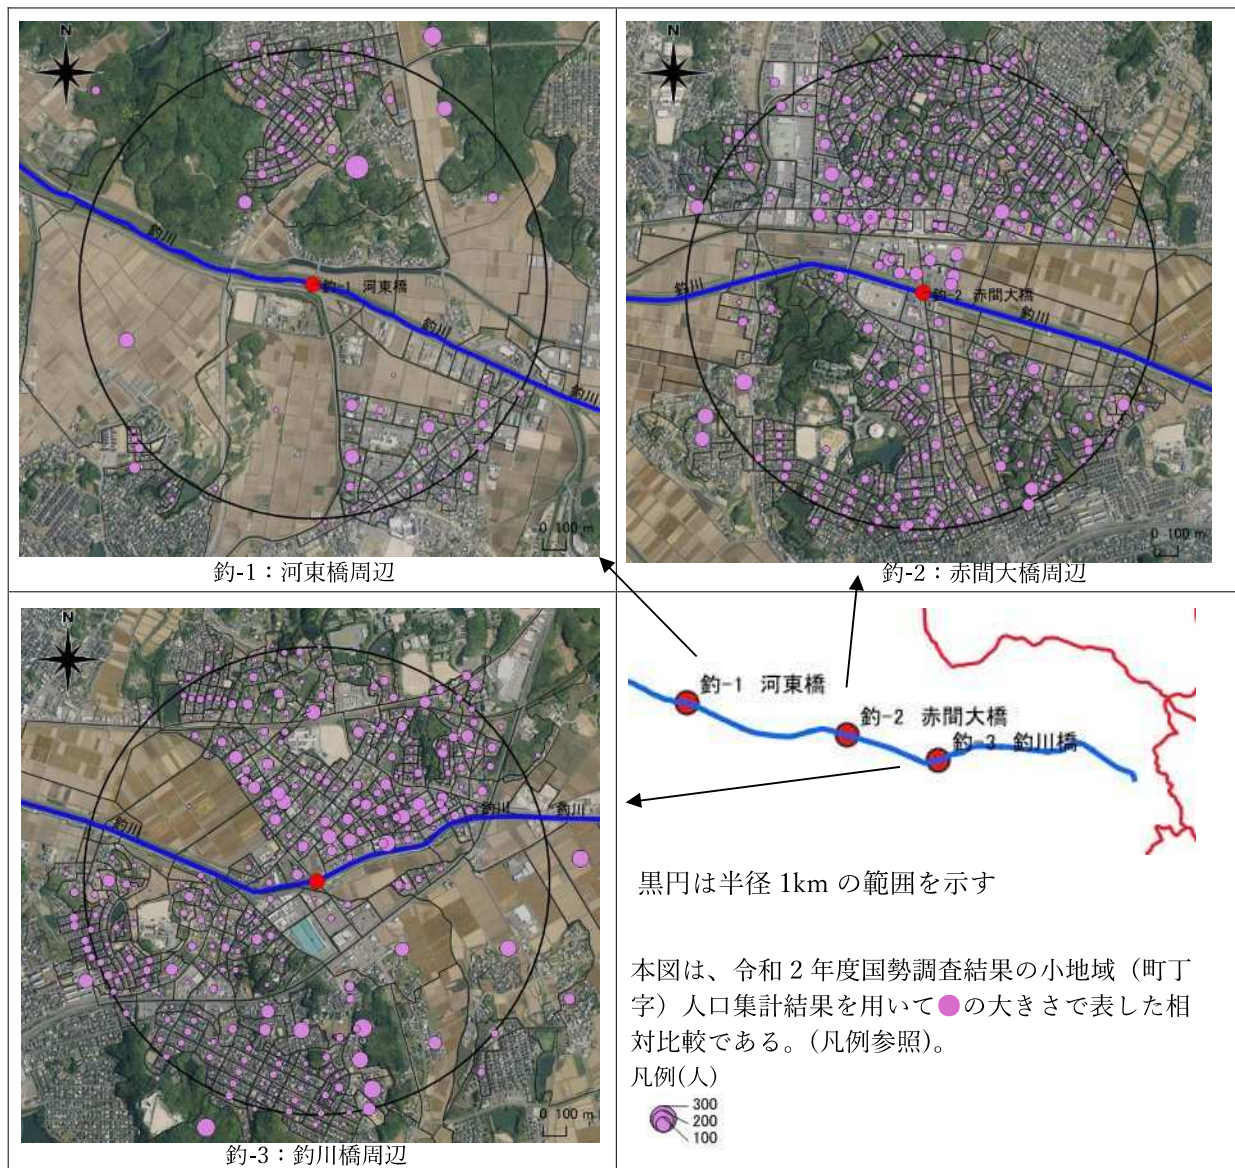 N
釣川
釣-1 河東橋
釣川
釣川
0 100 m
釣-1：河東橋周辺
N
釣川
釣-2 赤間大橋
釣川
0 100 m
釣-2：赤間大橋周辺
N
釣川
釣川
釣川
0 100 m
釣-3：釣川橋周辺
釣-1 河東橋
釣-2 赤間大橋
釣-3 釣川橋
黒円は半径 1km の範囲を示す
本図は、令和 2 年度国勢調査結果の小地域（町丁
字）人口集計結果を用いて●の大きさで表した相
対比較である。(凡例参照)。
凡例(人)
300
200
100